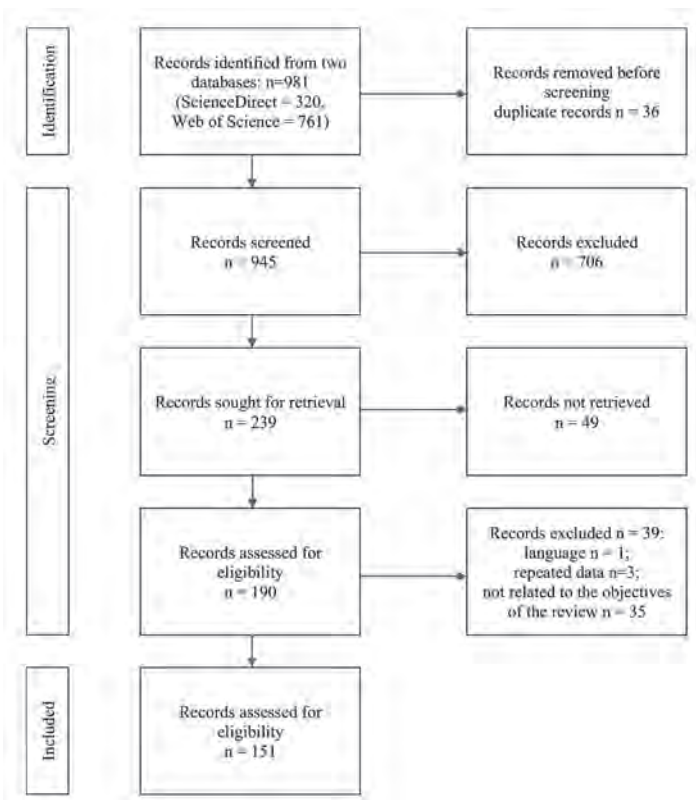 Identification
Records identified from two
databases: n=981
(ScienceDirect = 320,
Web of Science = 761)
Records removed before
screening
duplicate records n = 36
Screening
Records screened
n = 945
Records excluded
n = 706
Records sought for retrieval
n = 239
Records not retrieved
n = 49
Records assessed for
eligibility
n = 190
Records excluded n = 39:
language n = 1;
repeated data n=3;
not related to the objectives
of the review n = 35
Included
Records assessed for
eligibility
n = 151